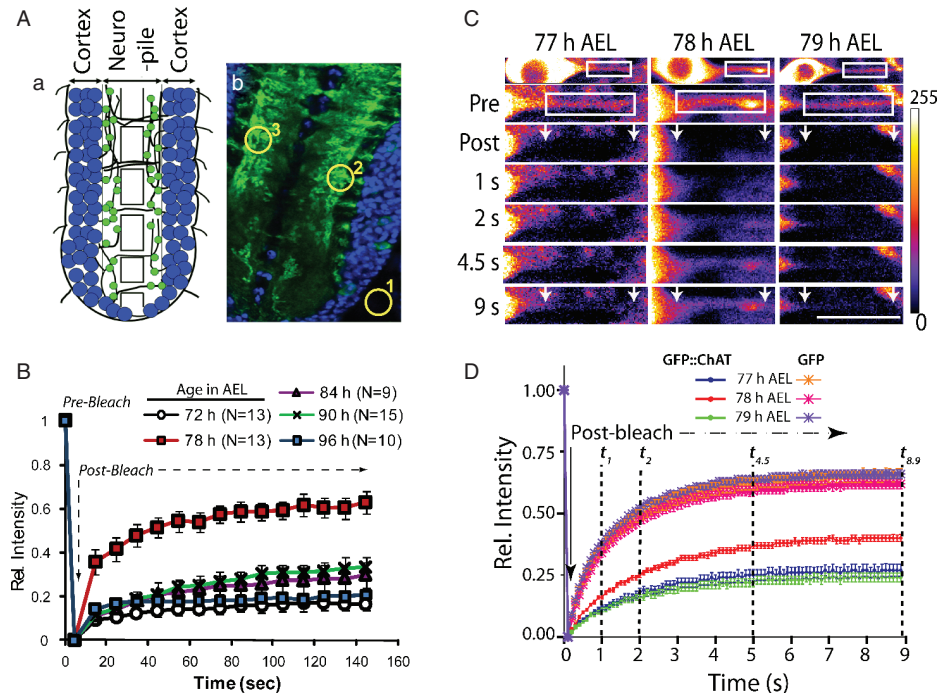 A
Cortex
Neuro
-pile
Cortex
a
b
3
2
1
B
Pre-Bleach
Age in AEL
72 h (N=13)
78 h (N=13)
84 h (N=9)
90 h (N=15)
96 h (N=10)
Post-Bleach
Rel. Intensity
1
0.8
0.6
0.4
0.2
0
0 20 40 60 80 100 120 140 160
Time (sec)
C
77 h AEL 78 h AEL 79 h AEL
Pre
Post
1 s
2 s
4.5 s
9 s
255
0
D
GFP::ChAT GFP
77 h AEL
78 h AEL
79 h AEL
Post-bleach
t1 t2 t4.5 t8.9
Rel. Intensity
1.00
0.75
0.50
0.25
0.00
0 1 2 3 4 5 6 7 8 9
Time (s)